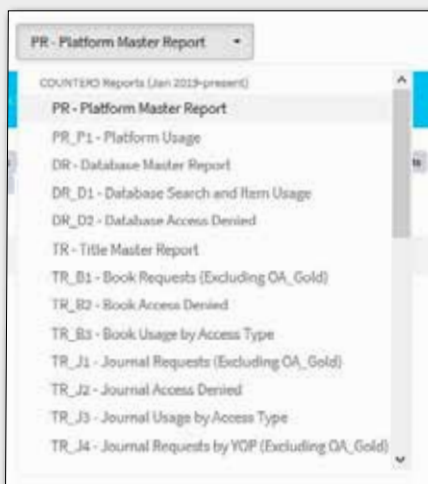 PR - Platform Master Report
COUNTER5 Reports (Jan 2019-present)
PR - Platform Master Report
PR_P1 - Platform Usage
DR - Database Master Report
DR_D1 - Database Search and Item Usage
DR_D2 - Database Access Denied
TR - Title Master Report
TR_B1 - Book Requests (Excluding OA_Gold)
TR_B2 - Book Access Denied
TR_B3 - Book Usage by Access Type
TR_J1 - Journal Requests (Excluding OA_Gold)
TR_J2 - Journal Access Denied
TR_J3 - Journal Usage by Access Type
TR_J4 - Journal Requests by YOP (Excluding OA_Gold)